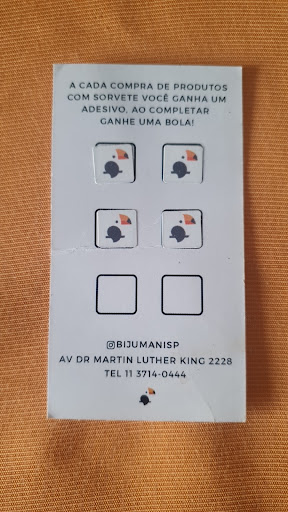 A CADA COMPRA DE PRODUTOS
COM SORVETE VOCÊ GANHA UM
ADESIVO, AO COMPLETAR
GANHE UMA BOLA!
@BIJUMANISP
AV DR MARTIN LUTHER KING 2228
TEL 11 3714-0444